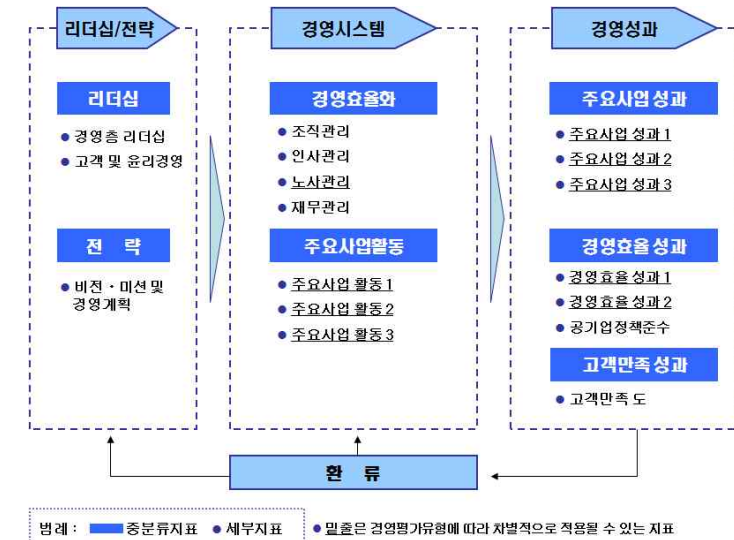 리더십/전략
리더십
경영층 리더십
고객 및 윤리경영
전 략
비전·미션 및
경영계획
경영시스템
경영효율화
조직관리
인사관리
노사관리
재무관리
주요사업활동
주요사업 활동1
주요사업 활동2
주요사업 활동3
경영성과
주요사업 성과
주요사업 성과1
주요사업 성과2
주요사업 성과3
경영효율 성과
경영효율 성과1
경영효율 성과2
공기업정책준수
고객만족 성과
고객만족 도
환 류
범례 : 중분류지표 세부지표 밑줄은 경영평가유형에 따라 차별적으로 적용될 수 있는 지표